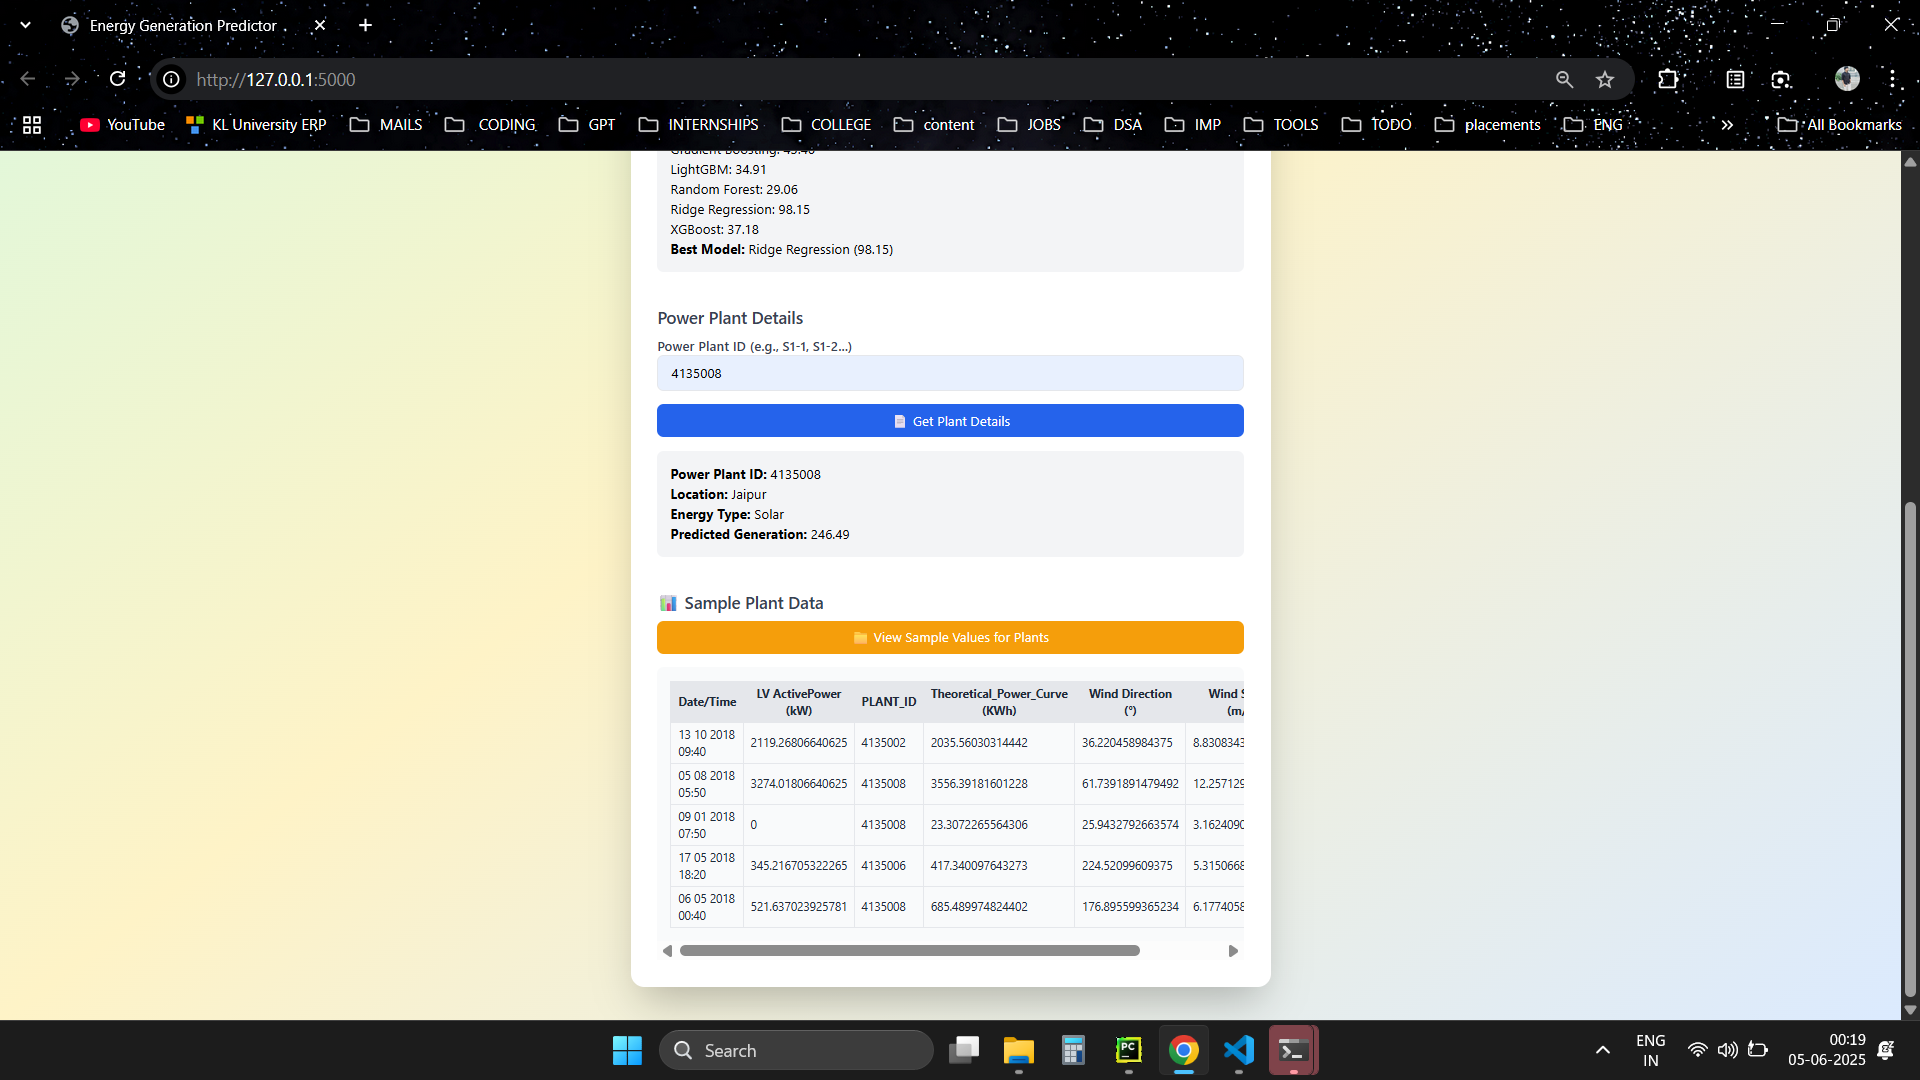 Energy Generation Predictor
http://127.0.0.1:5000
YouTube KL University ERP MAILS CODING GPT INTERNSHIPS COLLEGE content JOBS DSA IMP TOOLS TODO placements ENG » All Bookmarks
LightGBM: 34.91
Random Forest: 29.06
Ridge Regression: 98.15
XGBoost: 37.18
Best Model: Ridge Regression (98.15)
Power Plant Details
Power Plant ID (e.g., S1-1, S1-2...)
4135008
Get Plant Details
Power Plant ID: 4135008
Location: Jaipur
Energy Type: Solar
Predicted Generation: 246.49
Sample Plant Data
View Sample Values for Plants
Date/Time LV ActivePower (kW) PLANT_ID Theoretical_Power_Curve (KWh) Wind Direction (°) Wind
13 10 2018 09:40 2119.26806640625 4135002 2035.56030314442 36.220458984375 8.8308343
05 08 2018 05:50 3274.01806640625 4135008 3556.39181601228 61.7391891479492 12.257129
09 01 2018 07:50 0 4135008 23.3072265564306 25.9432792663574 3.1624090
17 05 2018 18:20 345.216705322265 4135006 417.340097643273 224.52099609375 5.3150668
06 05 2018 00:40 521.637023925781 4135008 685.489974824402 176.895599365234 6.1774058
Search
PC
ENG
IN
00:19
05-06-2025